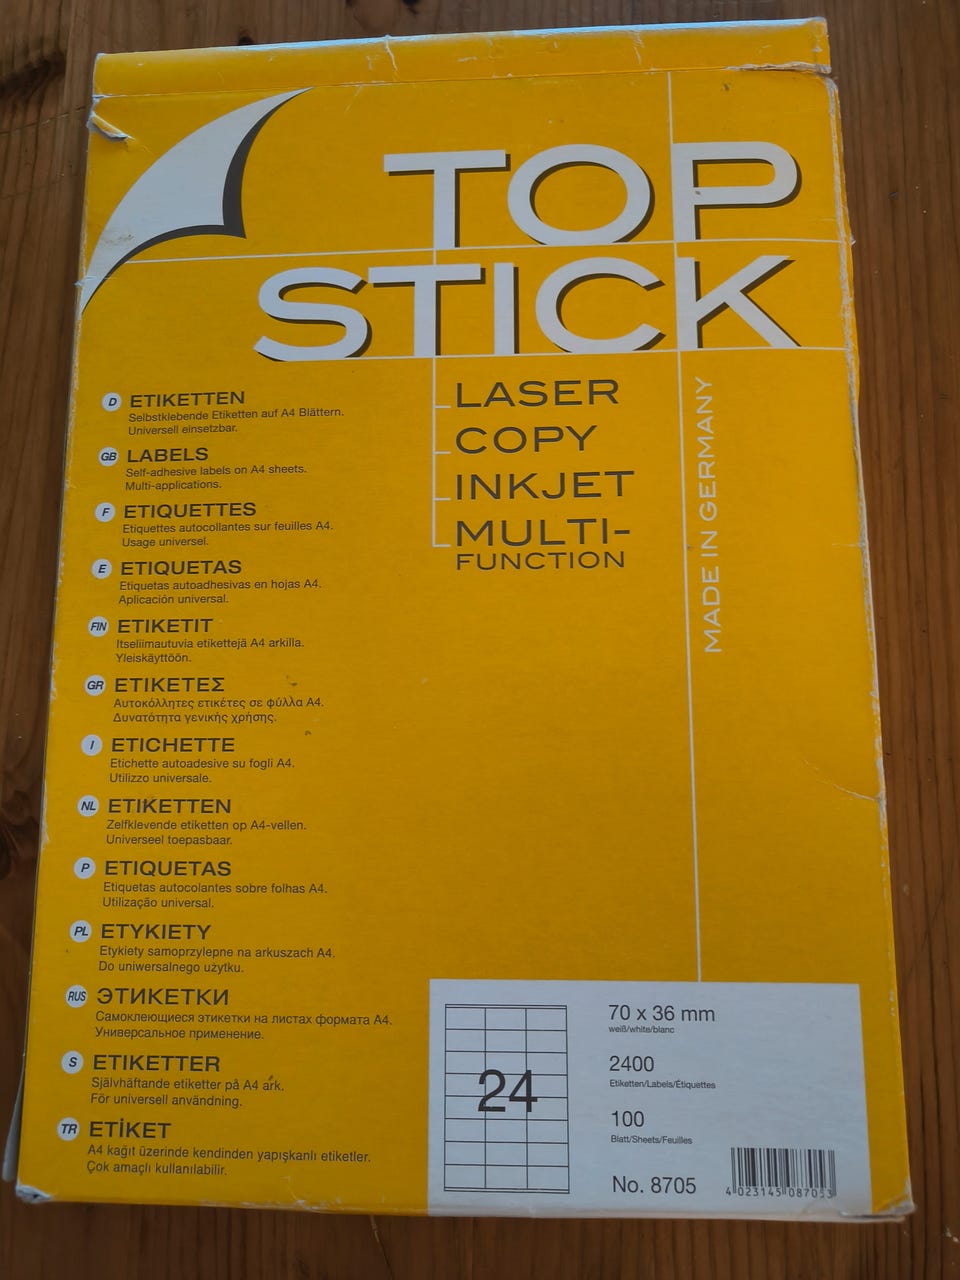 TOP
STICK
D ETIKETTEN
Selbstklebende Etiketten auf A4 Blättern.
Universell einsetzbar.
GB LABELS
Self-adhesive labels on A4 sheets.
Multi-applications.
F ETIQUETTES
Etiquettes autocollantes sur feuilles A4.
Usage universel.
E ETIQUETAS
Etiquetas autoadhesivas en hojas A4.
Aplicación universal.
FIN ETIKETIT
Itseliimautuvia etikettejä A4 arkilla.
Yleiskäyttöön.
GR ΕΤΙΚΕΤΕΣ
Αυτοκόλλητες ετικέτες σε φύλλα A4.
Δυνατότητα γενικής χρήσης.
I ETICHETTE
Etichette autoadesive su fogli A4.
Utilizzo universale.
NL ETIKETTEN
Zelfklevende etiketten op A4-vellen.
Universeel toepasbaar.
P ETIQUETAS
Etiquetas autocolantes sobre folhas A4.
Utilização universal.
PL ETYKIETY
Etykiety samoprzylepne na arkuszach A4.
Do uniwersalnego użytku.
RUS ЭТИКЕТКИ
Самоклеющиеся этикетки на листах формата A4.
Универсальное применение.
S ETIKETTER
Självhäftande etiketter på A4 ark.
För universell användning.
TR ETİKET
A4 kağıt üzerinde kendinden yapışkanlı etiketler.
Çok amaçlı kullanılabilir.
LASER
COPY
INKJET
MULTI-
FUNCTION
MADE IN GERMANY
24
70 x 36 mm
weiß/white/blanc
2400
Etiketten/Labels/Étiquettes
100
Blatt/Sheets/Feuilles
No. 8705
4 023145 087053